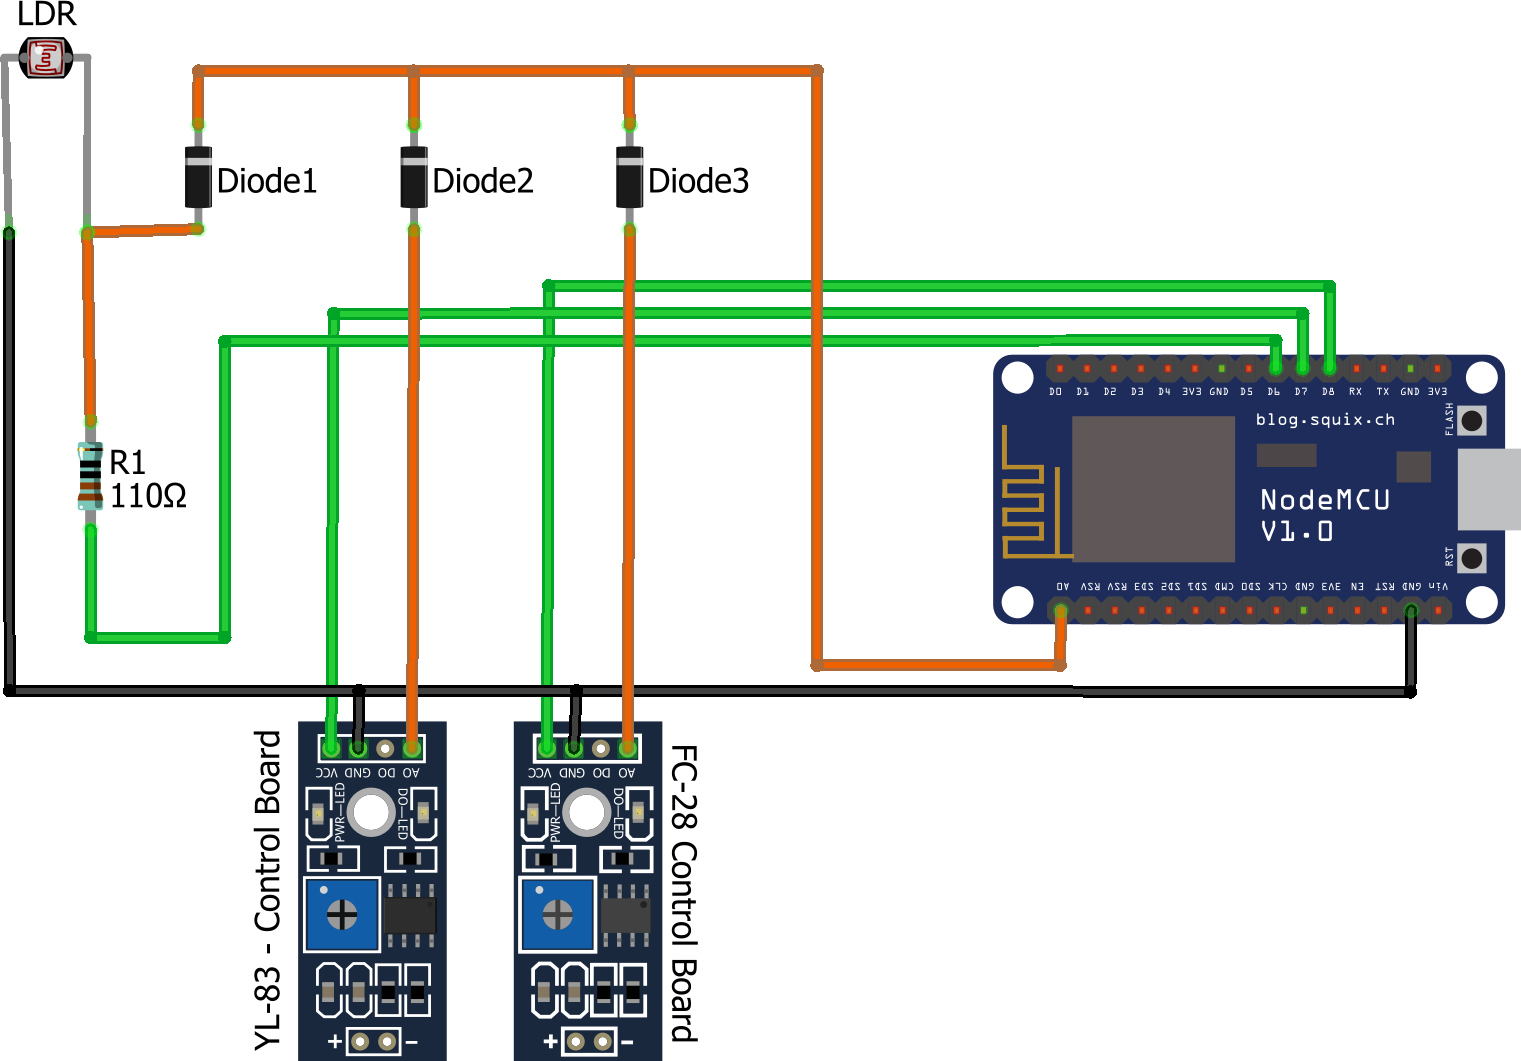 LDR
Diode1
Diode2
Diode3
R1
110Ω
D0 D1 D2 D3 D4 3V3 GND D5 D6 D7 D8 RX TX GND 3V3
blog.squix.ch
FLASH
NodeMCU
V1.0
RST
A0 RSV RSV SD3 SD2 SD1 CMD SD0 CLK GND 3V3 EN RST GND Vin
YL-83 - Control Board
VCC GND DO AO
PWR-LED
DO-LED
+ -
FC-28 Control Board
VCC GND DO AO
PWR-LED
DO-LED
+ -